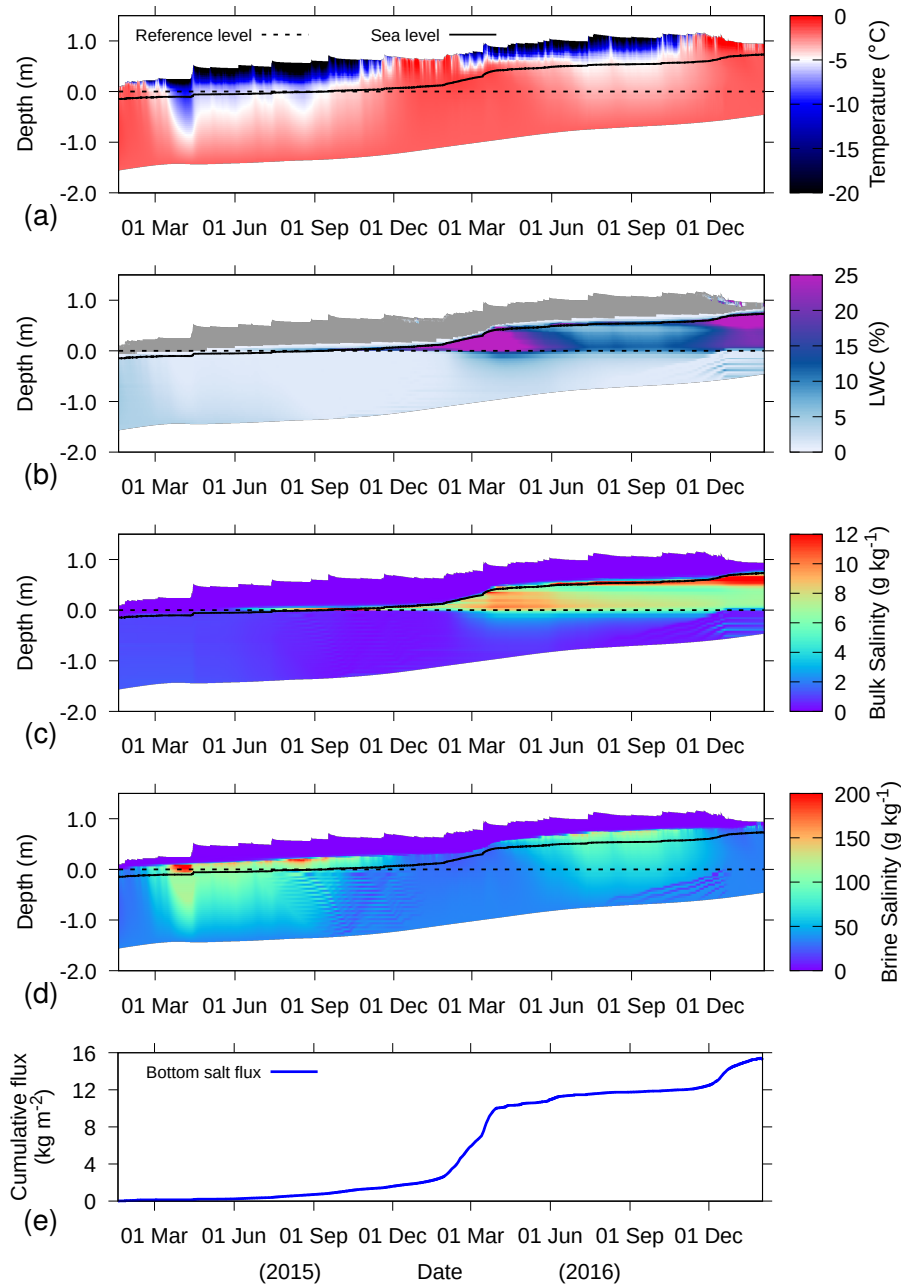 Reference level
Sea level
1.0
0.0
-1.0
-2.0
Depth (m)
0
-5
-10
-15
-20
Temperature (°C)
(a)
01 Mar 01 Jun 01 Sep 01 Dec 01 Mar 01 Jun 01 Sep 01 Dec
1.0
0.0
-1.0
-2.0
Depth (m)
25
20
15
10
5
0
LWC (%)
(b)
01 Mar 01 Jun 01 Sep 01 Dec 01 Mar 01 Jun 01 Sep 01 Dec
1.0
0.0
-1.0
-2.0
Depth (m)
12
10
8
6
4
2
0
Bulk Salinity (g kg⁻¹)
(c)
01 Mar 01 Jun 01 Sep 01 Dec 01 Mar 01 Jun 01 Sep 01 Dec
1.0
0.0
-1.0
-2.0
Depth (m)
200
150
100
50
0
Brine Salinity (g kg⁻¹)
(d)
01 Mar 01 Jun 01 Sep 01 Dec 01 Mar 01 Jun 01 Sep 01 Dec
Bottom salt flux
16
12
8
4
0
Cumulative flux
(kg m⁻²)
(e)
01 Mar 01 Jun 01 Sep 01 Dec 01 Mar 01 Jun 01 Sep 01 Dec
(2015) Date (2016)